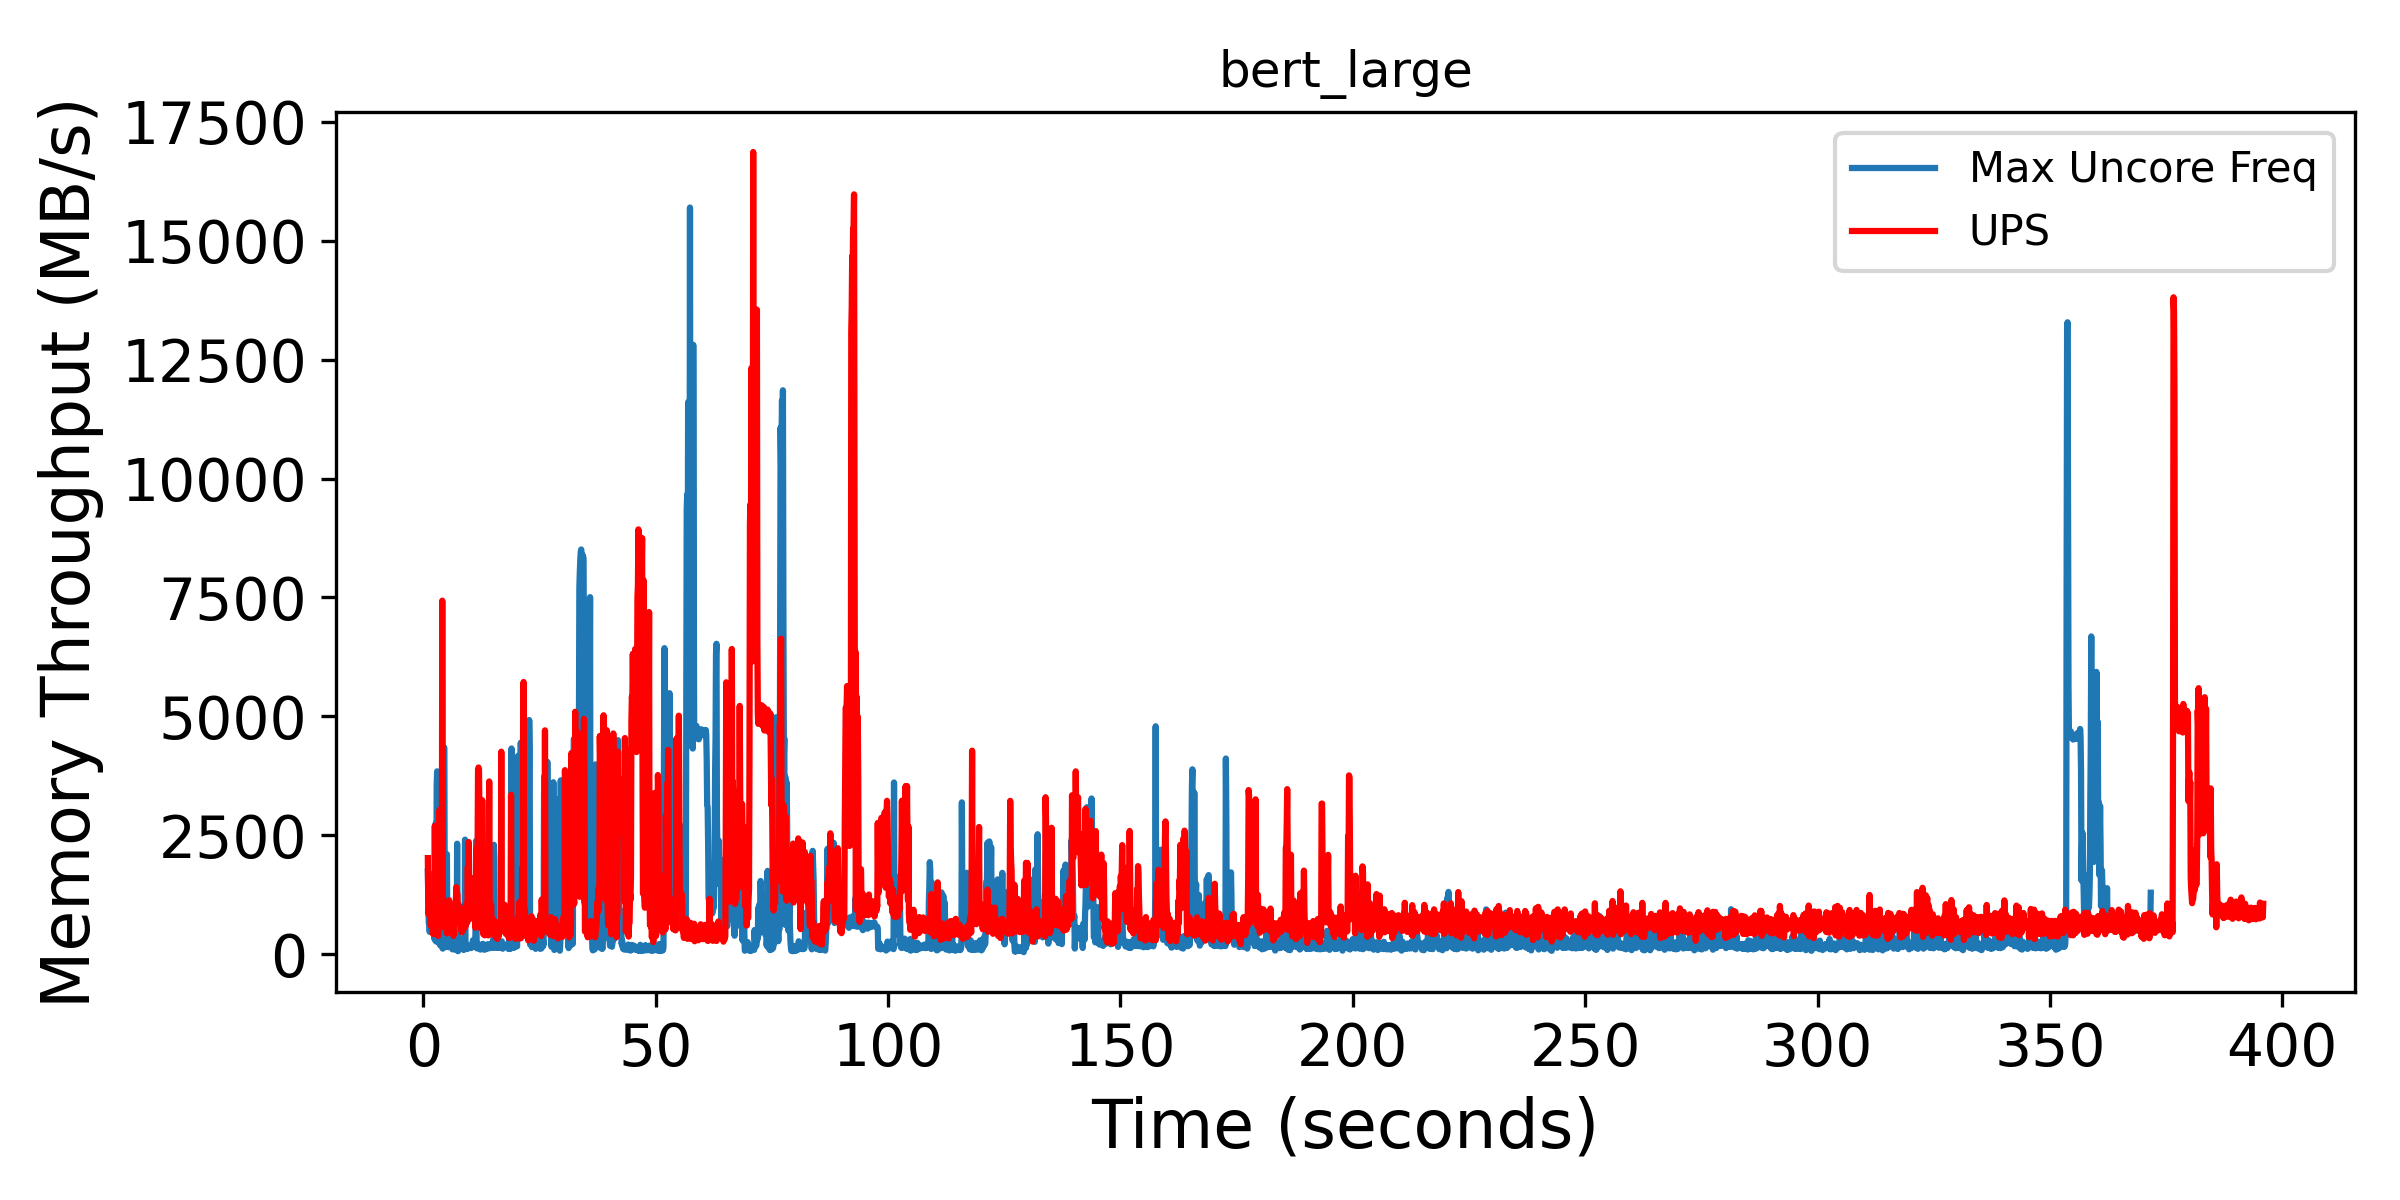 bert_large
Memory Throughput (MB/s)
17500
15000
12500
10000
7500
5000
2500
0
Max Uncore Freq
UPS
0 50 100 150 200 250 300 350 400
Time (seconds)